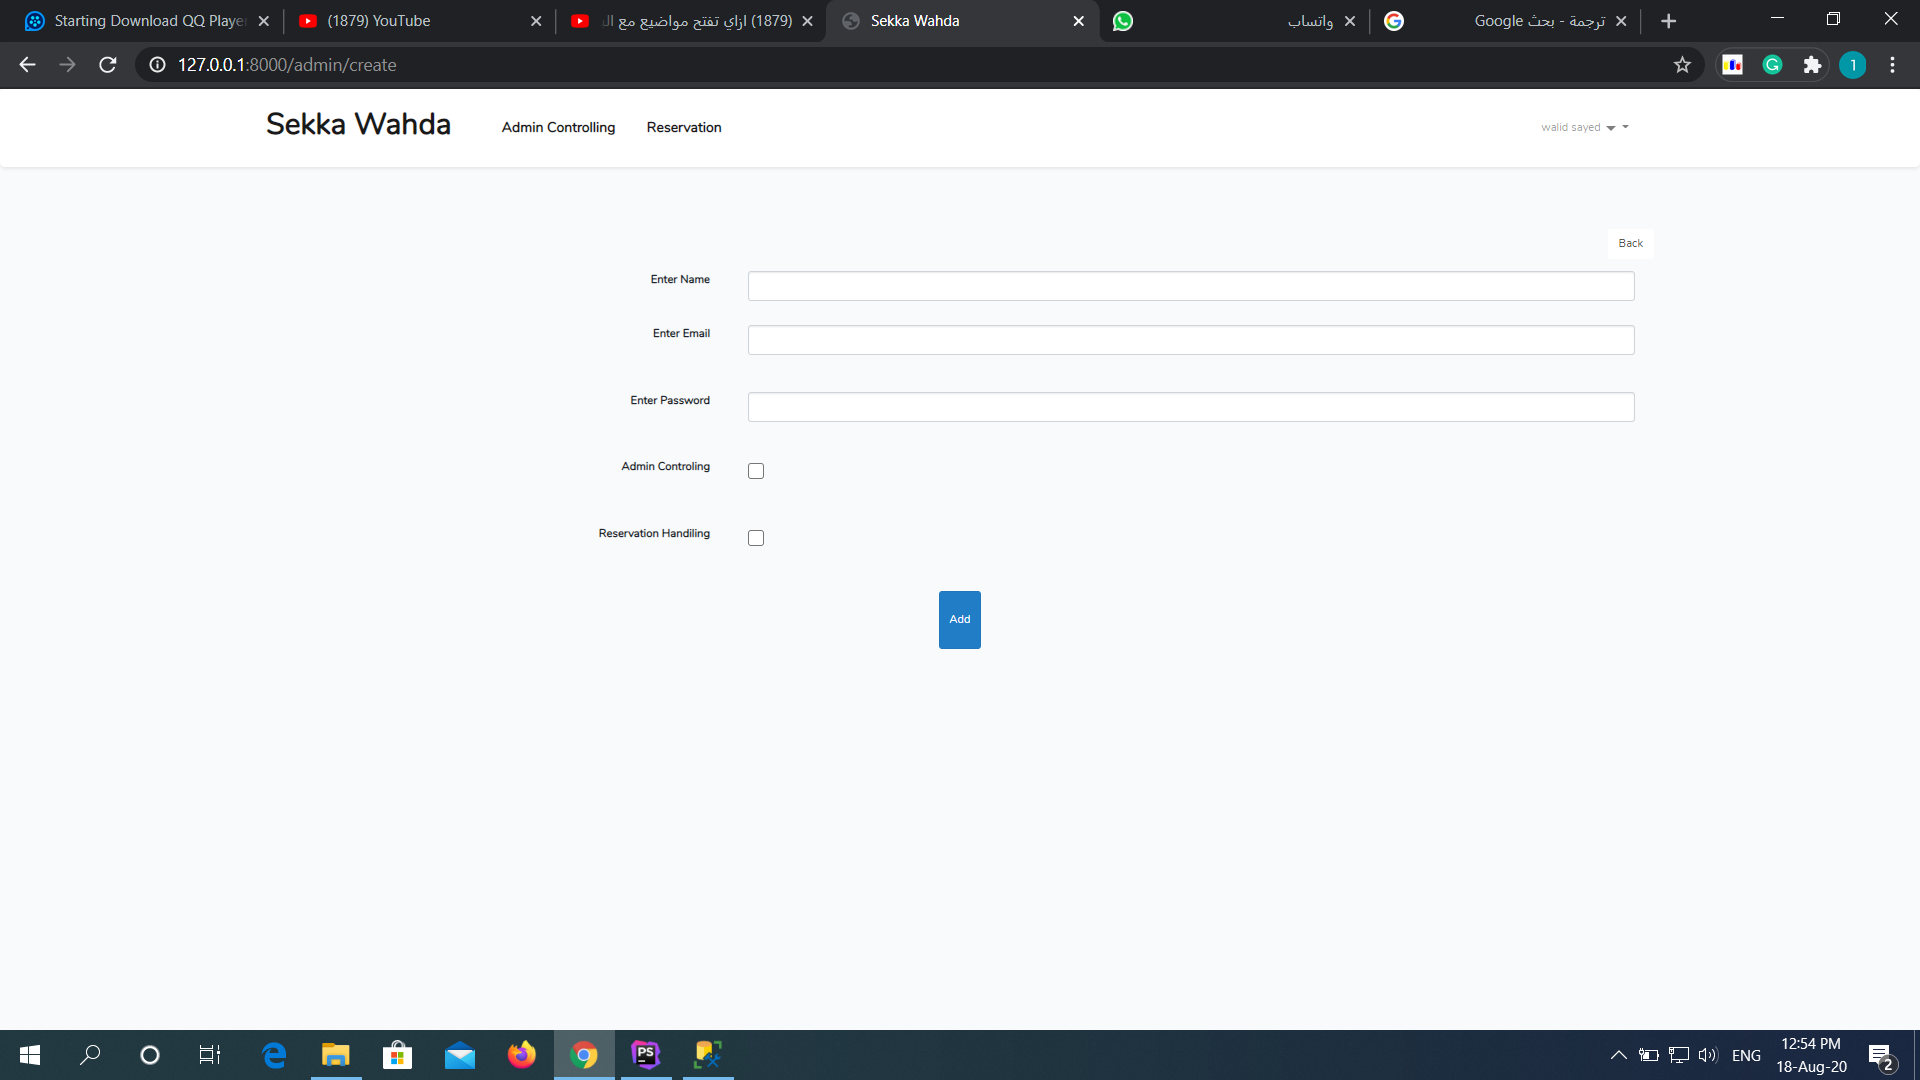 Starting Download QQ Playe
(1879) YouTube
(1879) ازاي تفتح مواضيع مع ال
Sekka Wahda
واتساب
ترجمة - بحث Google
127.0.0.1:8000/admin/create
1
Sekka Wahda
Admin Controlling
Reservation
walid sayed
Back
Enter Name
Enter Email
Enter Password
Admin Controling
Reservation Handiling
Add
PS
ENG
12:54 PM
18-Aug-20
2